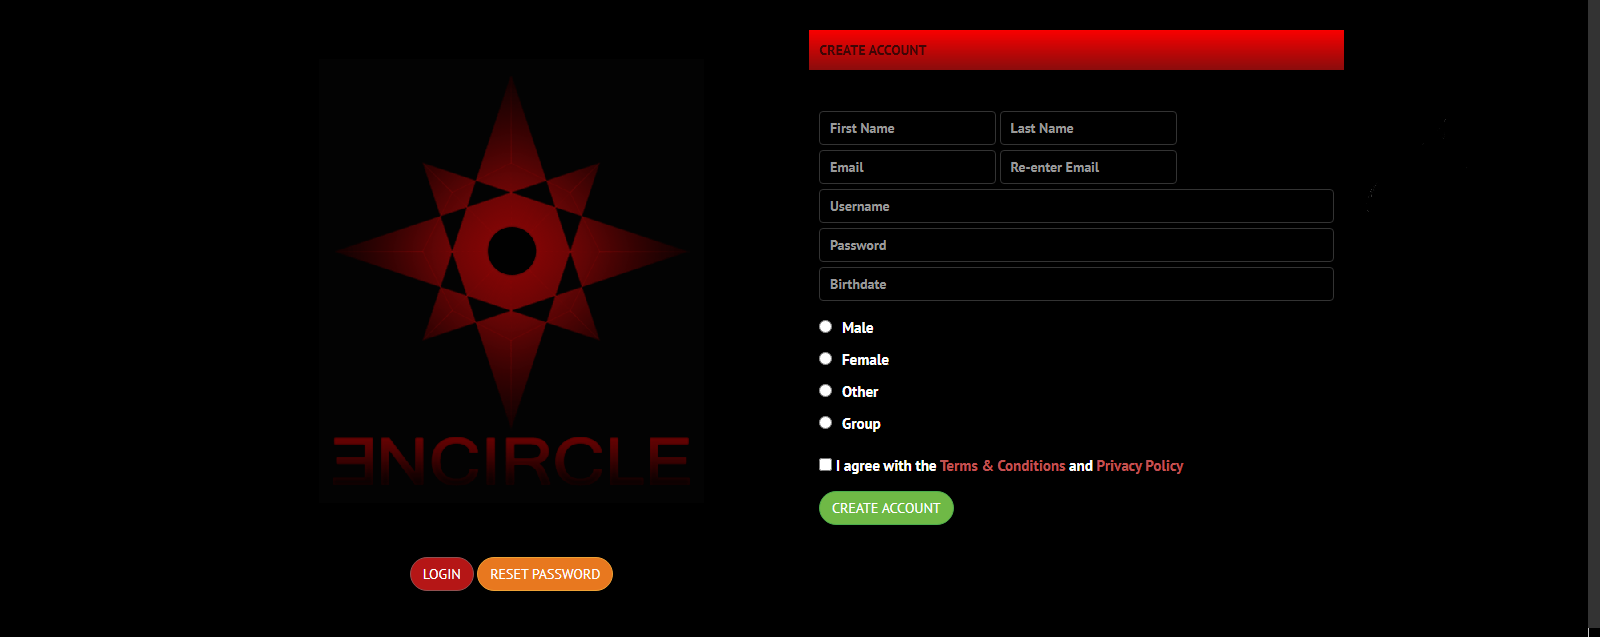 CREATE ACCOUNT
First Name Last Name
Email Re-enter Email
Username
Password
Birthdate
Male
Female
Other
Group
I agree with the Terms & Conditions and Privacy Policy
CREATE ACCOUNT
ƎNCIRCLE
LOGIN RESET PASSWORD